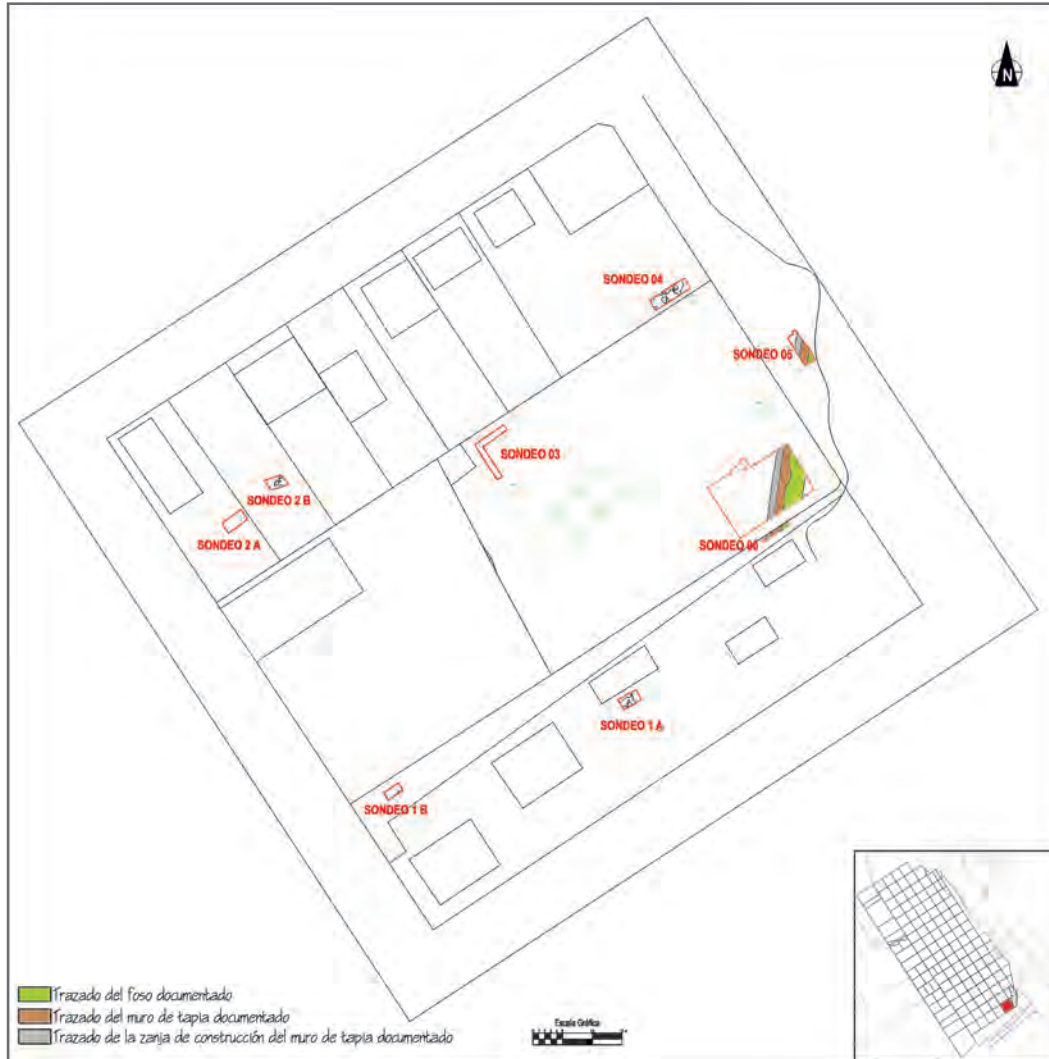 N
SONDEO 04
SONDEO 05
SONDEO 03
SONDEO 2 B
SONDEO 2 A
SONDEO 00
SONDEO 1 A
SONDEO 1 B
Trazado del foso documentado
Trazado del muro de tapia documentado
Trazado de la zanja de construcción del muro de tapia documentado
Escala Gráfica